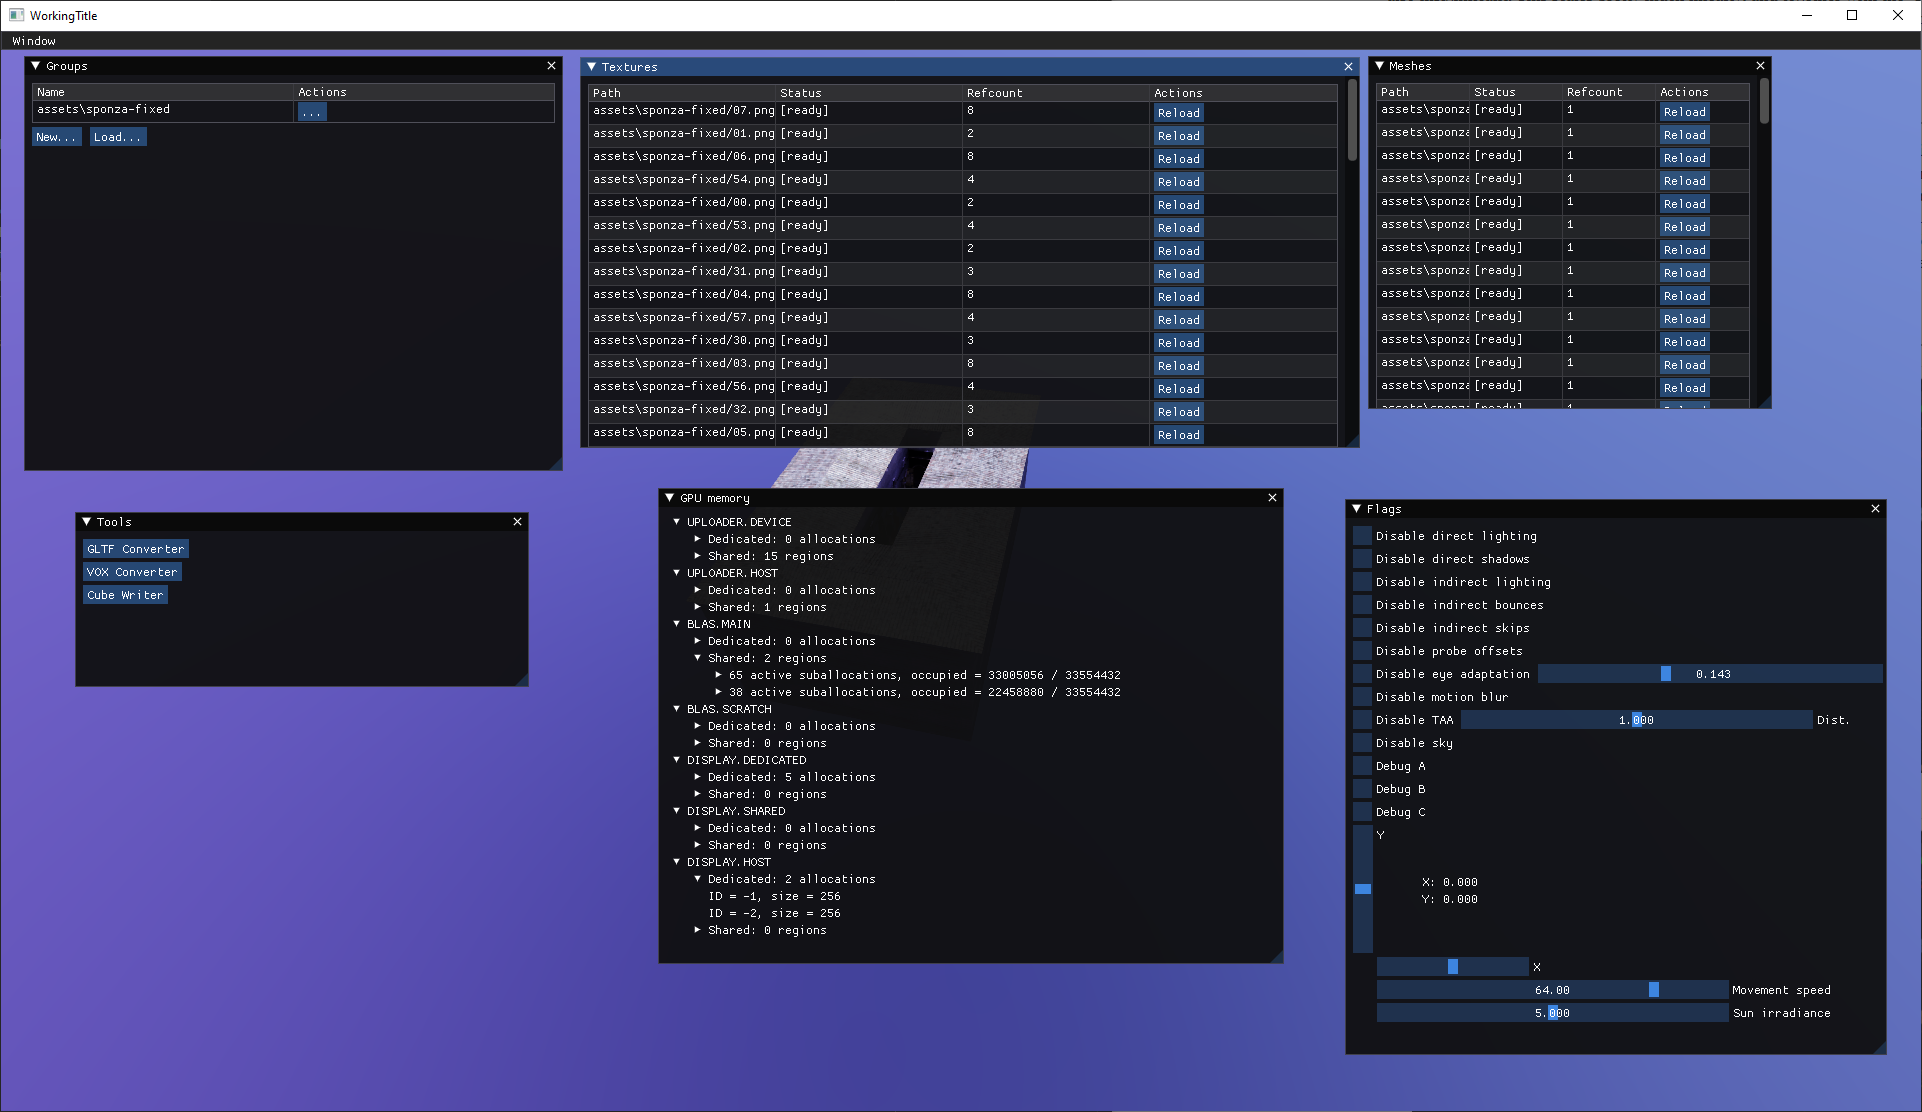 WorkingTitle
Window
Groups
Name Actions
assets\sponza-fixed ...
New... Load...
Textures
Path Status Refcount Actions
assets\sponza-fixed/07.png [ready] 8 Reload
assets\sponza-fixed/01.png [ready] 2 Reload
assets\sponza-fixed/06.png [ready] 8 Reload
assets\sponza-fixed/54.png [ready] 4 Reload
assets\sponza-fixed/00.png [ready] 2 Reload
assets\sponza-fixed/53.png [ready] 4 Reload
assets\sponza-fixed/02.png [ready] 2 Reload
assets\sponza-fixed/31.png [ready] 3 Reload
assets\sponza-fixed/04.png [ready] 8 Reload
assets\sponza-fixed/57.png [ready] 4 Reload
assets\sponza-fixed/30.png [ready] 3 Reload
assets\sponza-fixed/03.png [ready] 8 Reload
assets\sponza-fixed/56.png [ready] 4 Reload
assets\sponza-fixed/32.png [ready] 3 Reload
assets\sponza-fixed/05.png [ready] 8 Reload
Meshes
Path Status Refcount Actions
assets\sponza [ready] 1 Reload
assets\sponza [ready] 1 Reload
assets\sponza [ready] 1 Reload
assets\sponza [ready] 1 Reload
assets\sponza [ready] 1 Reload
assets\sponza [ready] 1 Reload
assets\sponza [ready] 1 Reload
assets\sponza [ready] 1 Reload
assets\sponza [ready] 1 Reload
assets\sponza [ready] 1 Reload
assets\sponza [ready] 1 Reload
assets\sponza [ready] 1 Reload
assets\sponza [ready] 1 Reload
Tools
GLTF Converter
VOX Converter
Cube Writer
GPU memory
UPLOADER.DEVICE
Dedicated: 0 allocations
Shared: 15 regions
UPLOADER.HOST
Dedicated: 0 allocations
Shared: 1 regions
BLAS.MAIN
Dedicated: 0 allocations
Shared: 2 regions
65 active suballocations, occupied = 33005056 / 33554432
38 active suballocations, occupied = 22458880 / 33554432
BLAS.SCRATCH
Dedicated: 0 allocations
Shared: 0 regions
DISPLAY.DEDICATED
Dedicated: 5 allocations
Shared: 0 regions
DISPLAY.SHARED
Dedicated: 0 allocations
Shared: 0 regions
DISPLAY.HOST
Dedicated: 2 allocations
ID = -1, size = 256
ID = -2, size = 256
Shared: 0 regions
Flags
Disable direct lighting
Disable direct shadows
Disable indirect lighting
Disable indirect bounces
Disable indirect skips
Disable probe offsets
Disable eye adaptation 0.143
Disable motion blur
Disable TAA 1.000 Dist.
Disable sky
Debug A
Debug B
Debug C
Y
X: 0.000
Y: 0.000
X
64.00 Movement speed
5.000 Sun irradiance